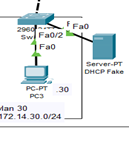 2960
Sw
Fa0
Fa0/2
Fa0
Server-PT
DHCP Fake
PC-PT
PC3
.30
lan 30
172.14.30.0/24